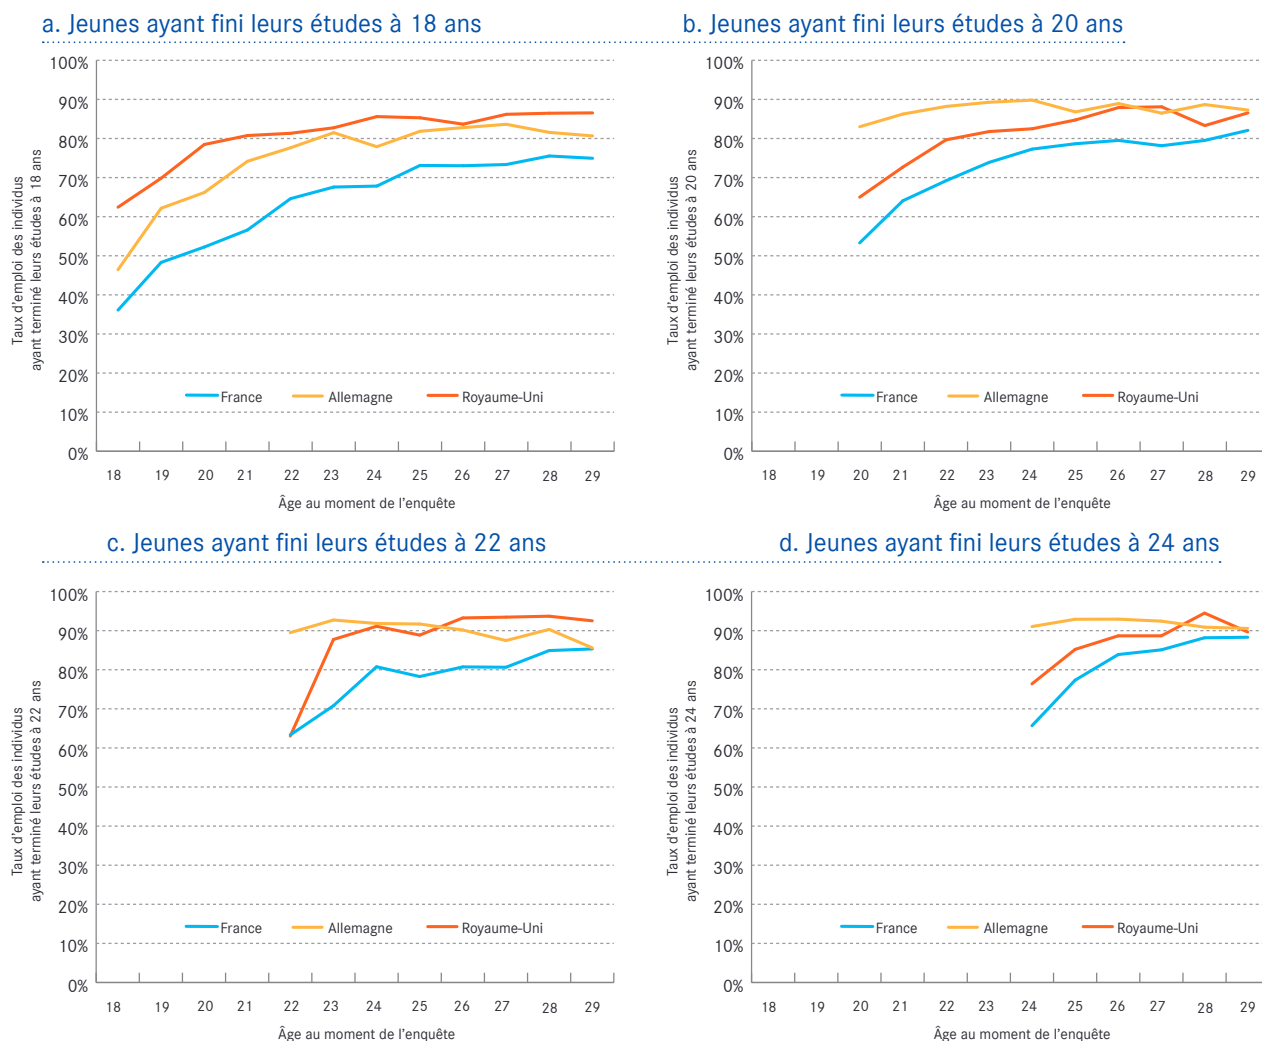 a. Jeunes ayant fini leurs études à 18 ans
Taux d'emploi des individus
ayant terminé leurs études à 18 ans
100%
90%
80%
70%
60%
50%
40%
30%
20%
10%
0%
France Allemagne Royaume-Uni
18 19 20 21 22 23 24 25 26 27 28 29
Âge au moment de l'enquête
b. Jeunes ayant fini leurs études à 20 ans
Taux d'emploi des individus
ayant terminé leurs études à 20 ans
100%
90%
80%
70%
60%
50%
40%
30%
20%
10%
0%
France Allemagne Royaume-Uni
18 19 20 21 22 23 24 25 26 27 28 29
Âge au moment de l'enquête
c. Jeunes ayant fini leurs études à 22 ans
Taux d'emploi des individus
ayant terminé leurs études à 22 ans
100%
90%
80%
70%
60%
50%
40%
30%
20%
10%
0%
France Allemagne Royaume-Uni
18 19 20 21 22 23 24 25 26 27 28 29
Âge au moment de l'enquête
d. Jeunes ayant fini leurs études à 24 ans
Taux d'emploi des individus
ayant terminé leurs études à 24 ans
100%
90%
80%
70%
60%
50%
40%
30%
20%
10%
0%
France Allemagne Royaume-Uni
18 19 20 21 22 23 24 25 26 27 28 29
Âge au moment de l'enquête